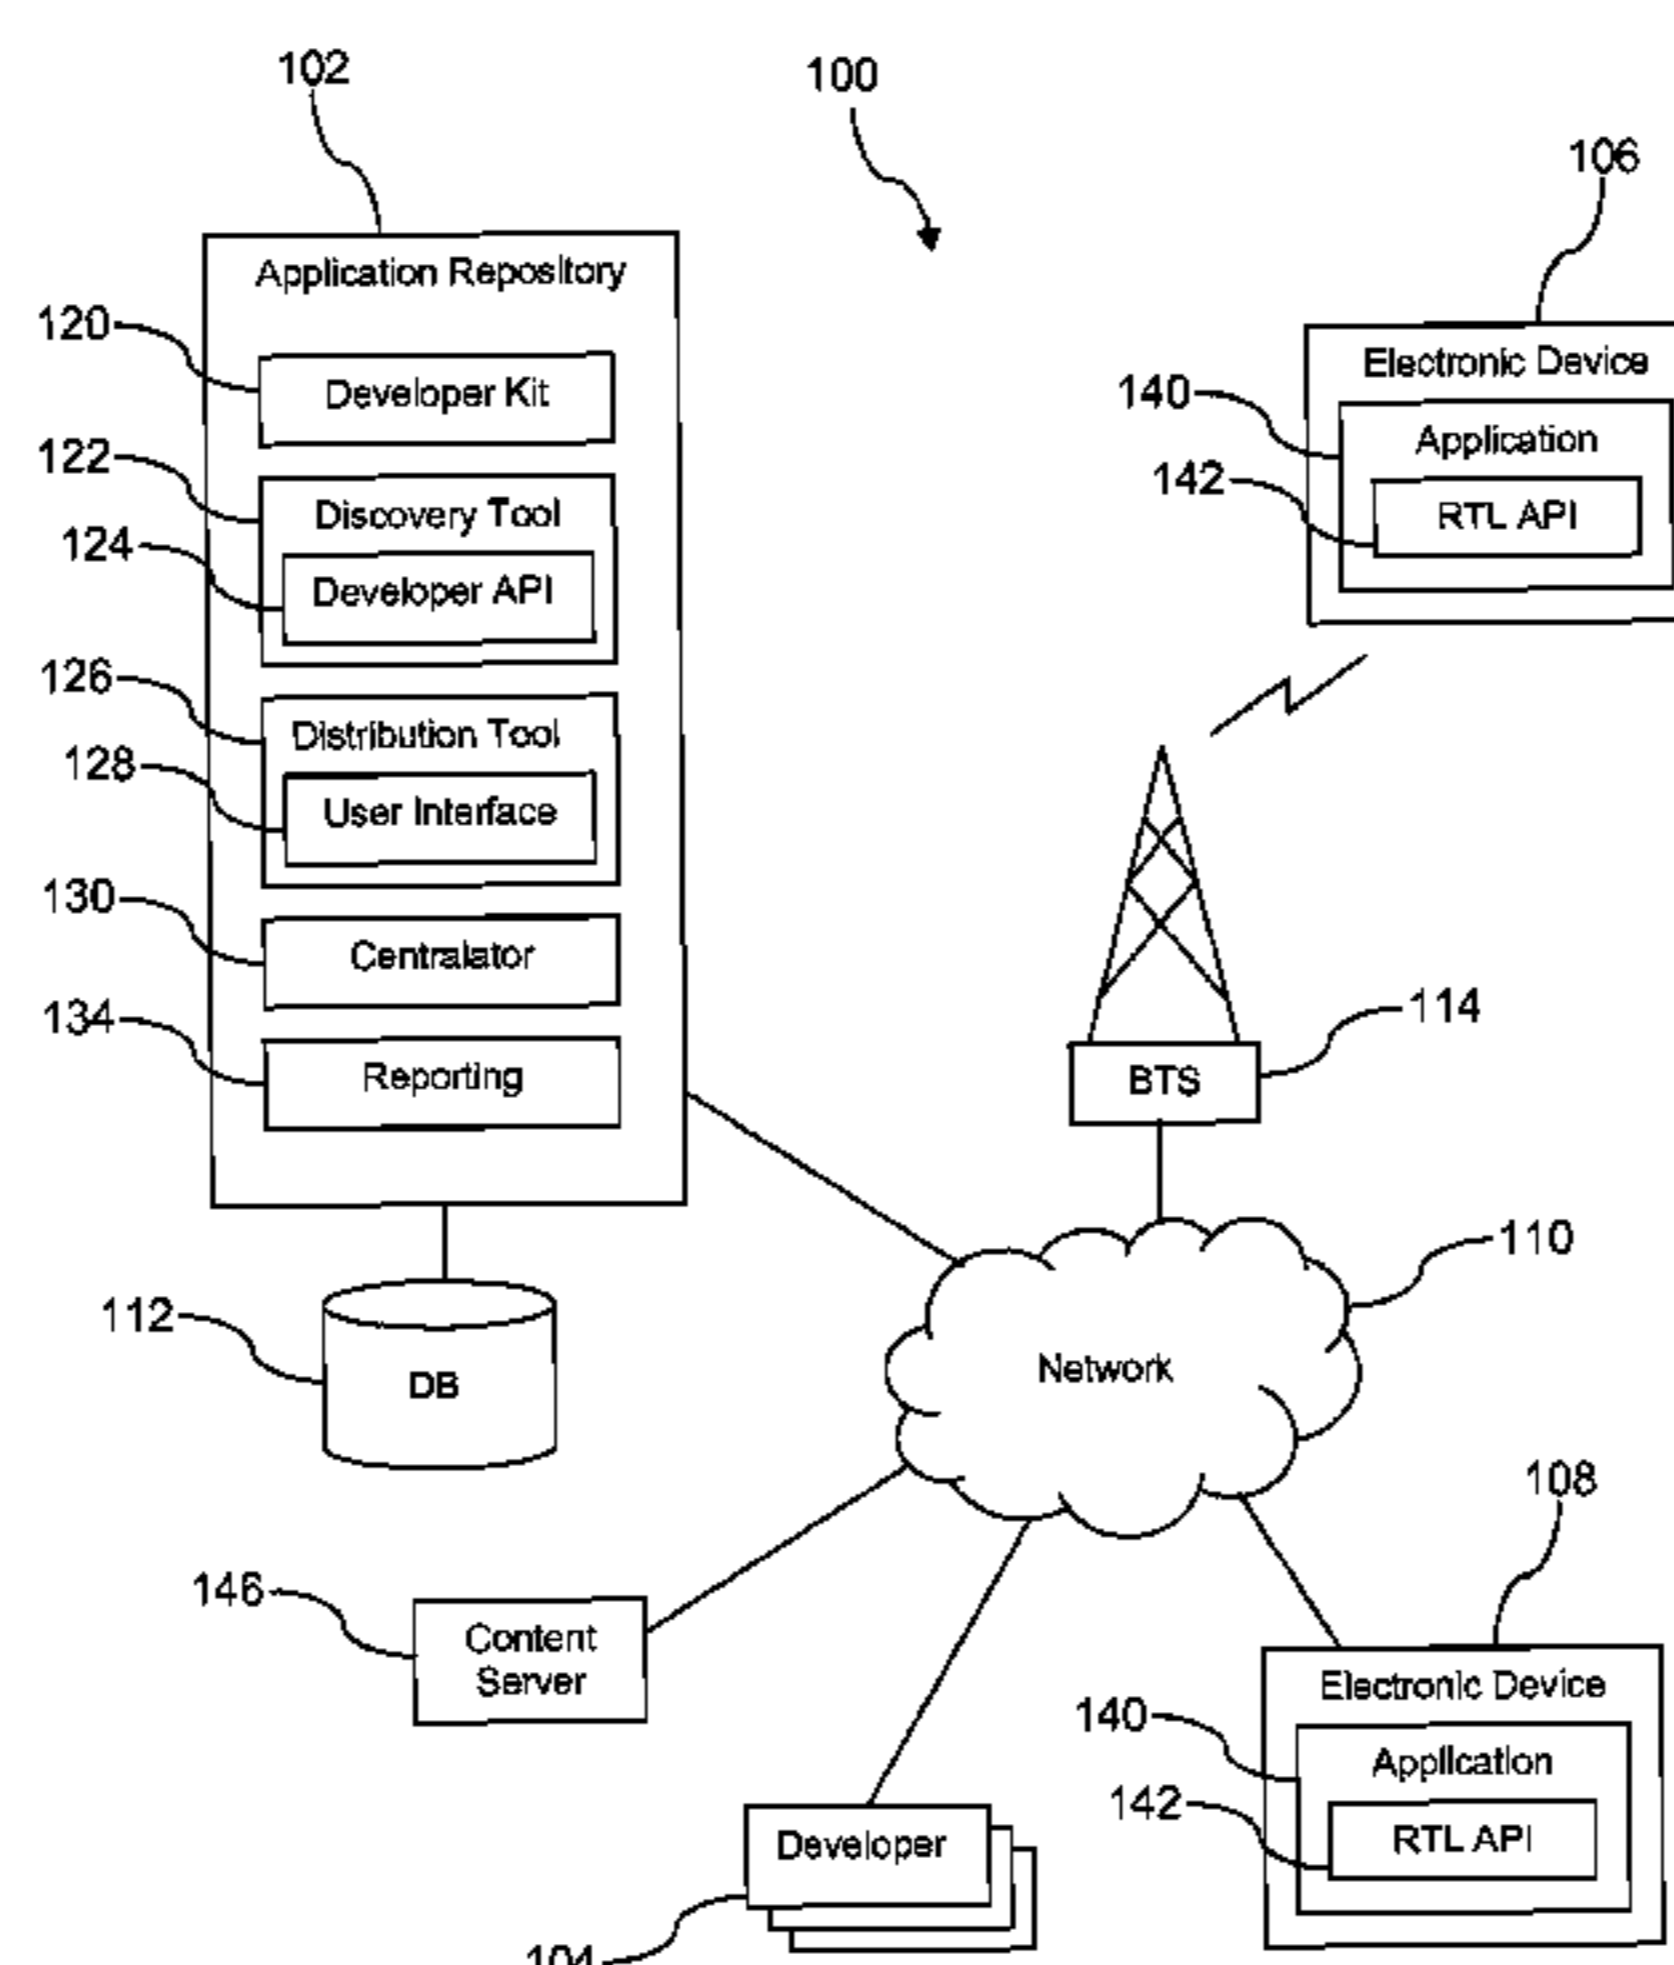 102
100
106
Application Repository
120
Developer Kit
Electronic Device
140
Application
122
142
Discovery Tool
RTL API
124
Developer API
126
Distribution Tool
128
User Interface
130
Centralator
134
Reporting
114
BTS
110
112
Network
DB
108
146
Content
Server
Electronic Device
140
Application
142
Developer
RTL API
104